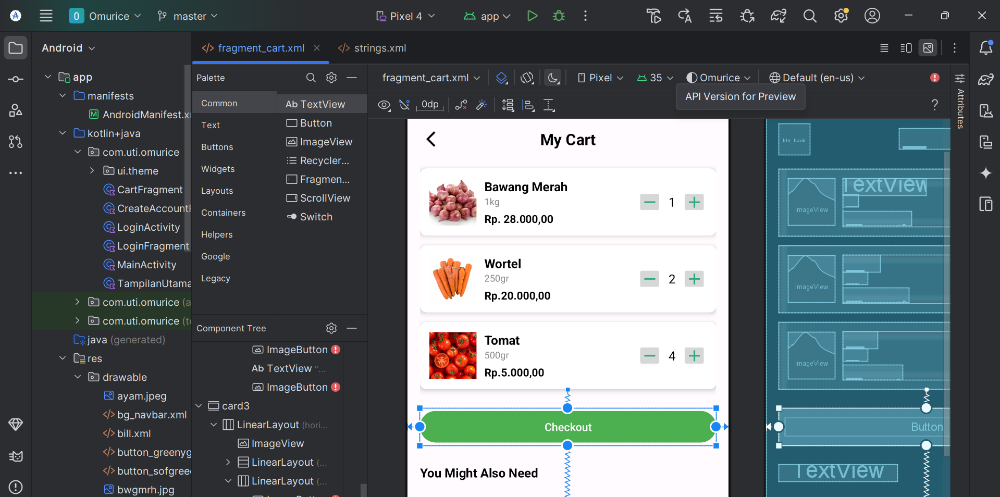 O Omurice
master
Pixel 4
app
Android
fragment_cart.xml
strings.xml
app
manifests
AndroidManifest.x
kotlin+java
com.uti.omurice
ui.theme
CartFragment
CreateAccountF
LoginActivity
LoginFragment
MainActivity
TampilanUtama
com.uti.omurice (a
com.uti.omurice (te
java (generated)
res
drawable
ayam.jpeg
bg_navbar.xml
bill.xml
button_greenyg
button_sofgree
bwgmrh.jpg
Palette
Common
Text
Buttons
Widgets
Layouts
Containers
Helpers
Google
Legacy
Ab TextView
Button
ImageView
Recycler...
Fragmen...
ScrollView
Switch
Component Tree
ImageButton
Ab TextView "...
ImageButton
card3
LinearLayout (hori...
ImageView
LinearLayout (...
LinearLayout (...
fragment_cart.xml
Pixel
35
Omurice
Default (en-us)
0dp
API Version for Preview
?
Attributes
My Cart
Bawang Merah
1kg
Rp. 28.000,00
1
Wortel
250gr
Rp.20.000,00
2
Tomat
500gr
Rp.5.000,00
4
Checkout
You Might Also Need
btn_back
TextView
ImageView
ImageView
ImageView
Button
TextView